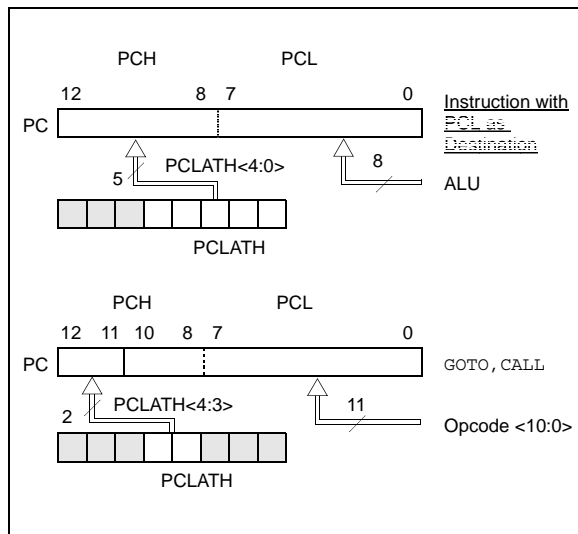 PCH PCL
12 8 7 0
Instruction with
PCL as
Destination
PC
5 PCLATH<4:0> 8
ALU
PCLATH
PCH PCL
12 11 10 8 7 0
PC GOTO,CALL
2 PCLATH<4:3> 11
Opcode <10:0>
PCLATH